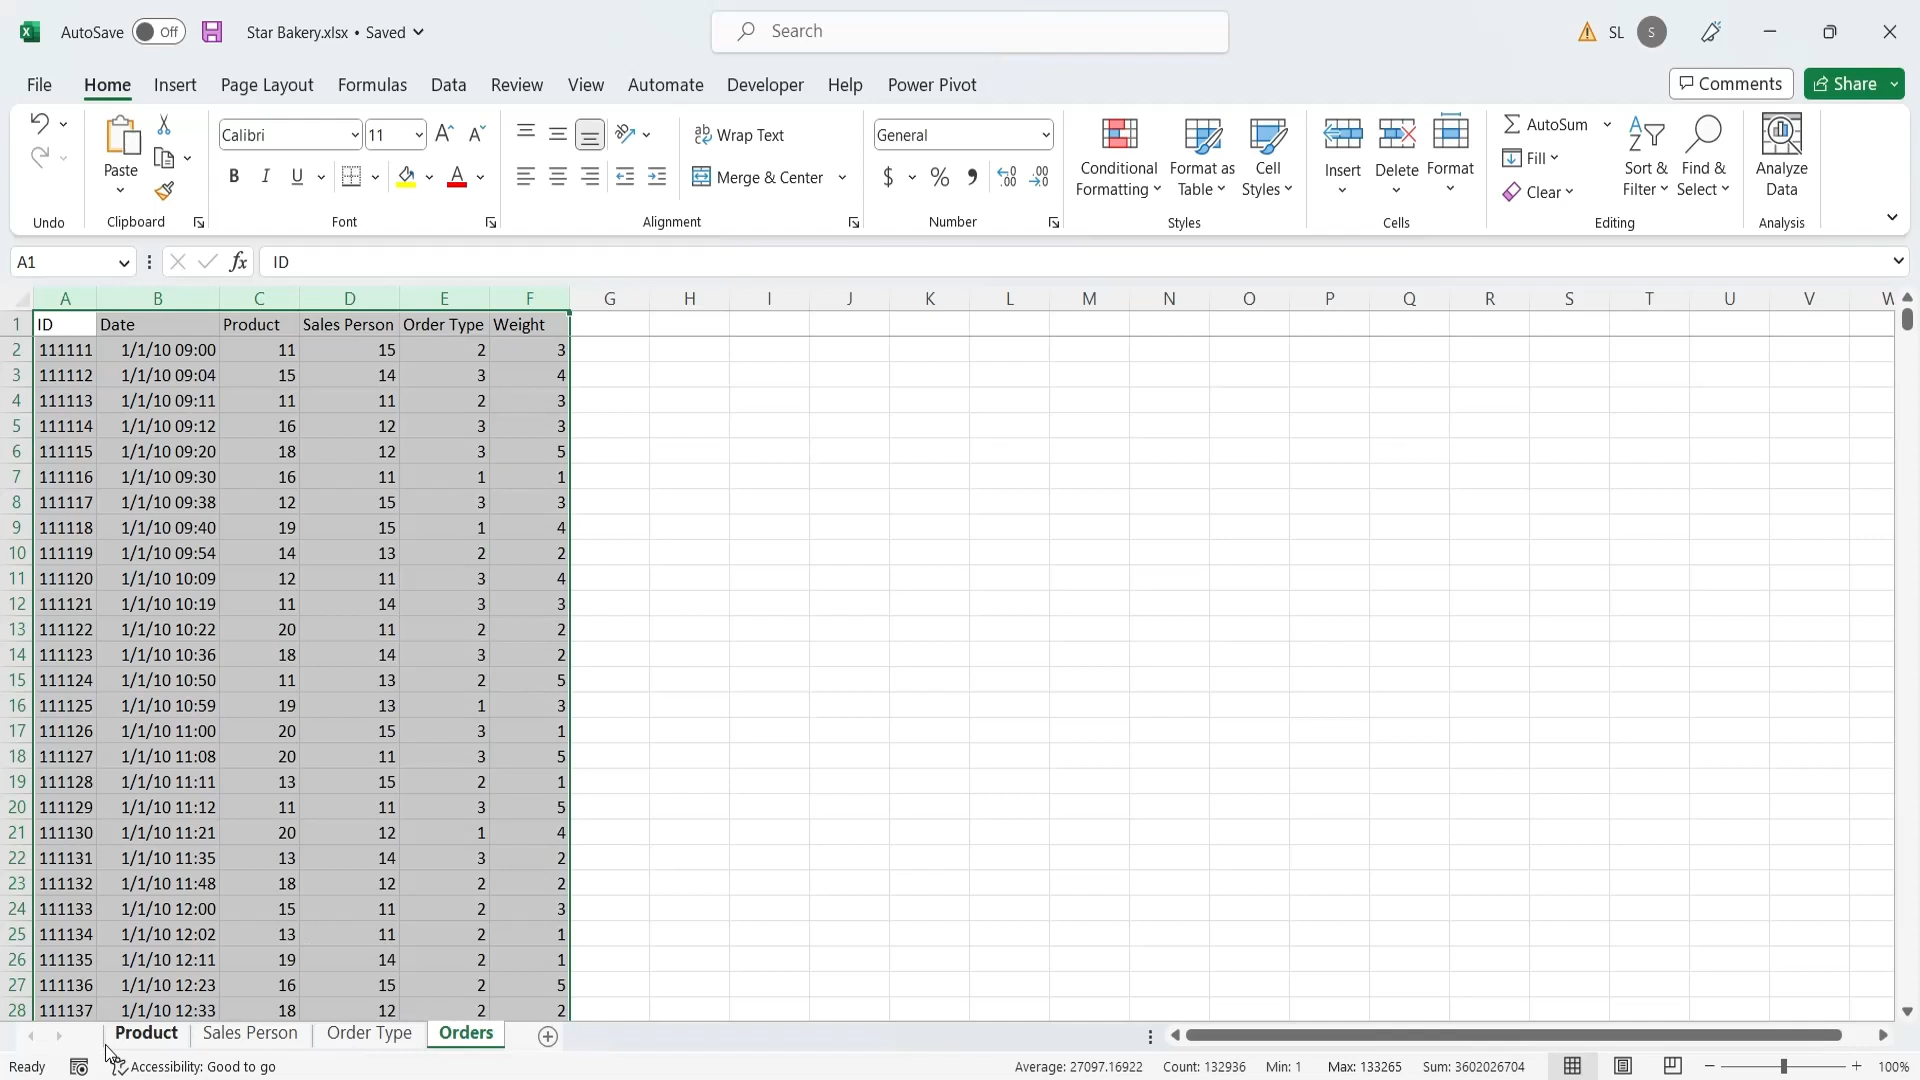 AutoSave Off Star Bakery.xlsx • Saved Search SL S
File Home Insert Page Layout Formulas Data Review View Automate Developer Help Power Pivot Comments Share
Undo
Paste
Clipboard
Calibri 11
B I U A
Font
Wrap Text
Merge & Center
Alignment
General
$ % 9 .00 .00
Number
Conditional Formatting
Format as Table
Cell Styles
Styles
Insert Delete Format
Cells
AutoSum
Fill
Clear
Sort & Filter
Find & Select
Editing
Analyze Data
Analysis
A1 fx ID
A B C D E F G H I J K L M N O P Q R S T U V W
1 ID Date Product Sales Person Order Type Weight
2 111111 1/1/10 09:00 11 15 2 3
3 111112 1/1/10 09:04 15 14 3 4
4 111113 1/1/10 09:11 11 11 2 3
5 111114 1/1/10 09:12 16 12 3 3
6 111115 1/1/10 09:20 18 12 3 5
7 111116 1/1/10 09:30 16 11 1 1
8 111117 1/1/10 09:38 12 15 3 3
9 111118 1/1/10 09:40 19 15 1 4
10 111119 1/1/10 09:54 14 13 2 2
11 111120 1/1/10 10:09 12 11 3 4
12 111121 1/1/10 10:19 11 14 3 3
13 111122 1/1/10 10:22 20 11 2 2
14 111123 1/1/10 10:36 18 14 3 2
15 111124 1/1/10 10:50 11 13 2 5
16 111125 1/1/10 10:59 19 13 1 3
17 111126 1/1/10 11:00 20 15 3 1
18 111127 1/1/10 11:08 20 11 3 5
19 111128 1/1/10 11:11 13 15 2 1
20 111129 1/1/10 11:12 11 11 3 5
21 111130 1/1/10 11:21 20 12 1 4
22 111131 1/1/10 11:35 13 14 3 2
23 111132 1/1/10 11:48 18 12 2 2
24 111133 1/1/10 12:00 15 11 2 3
25 111134 1/1/10 12:02 13 11 2 1
26 111135 1/1/10 12:11 19 14 2 1
27 111136 1/1/10 12:23 16 15 2 5
28 111137 1/1/10 12:33 18 12 2 2
Product Sales Person Order Type Orders
Ready Accessibility: Good to go Average: 27097.16922 Count: 132936 Min: 1 Max: 133265 Sum: 3602026704 100%